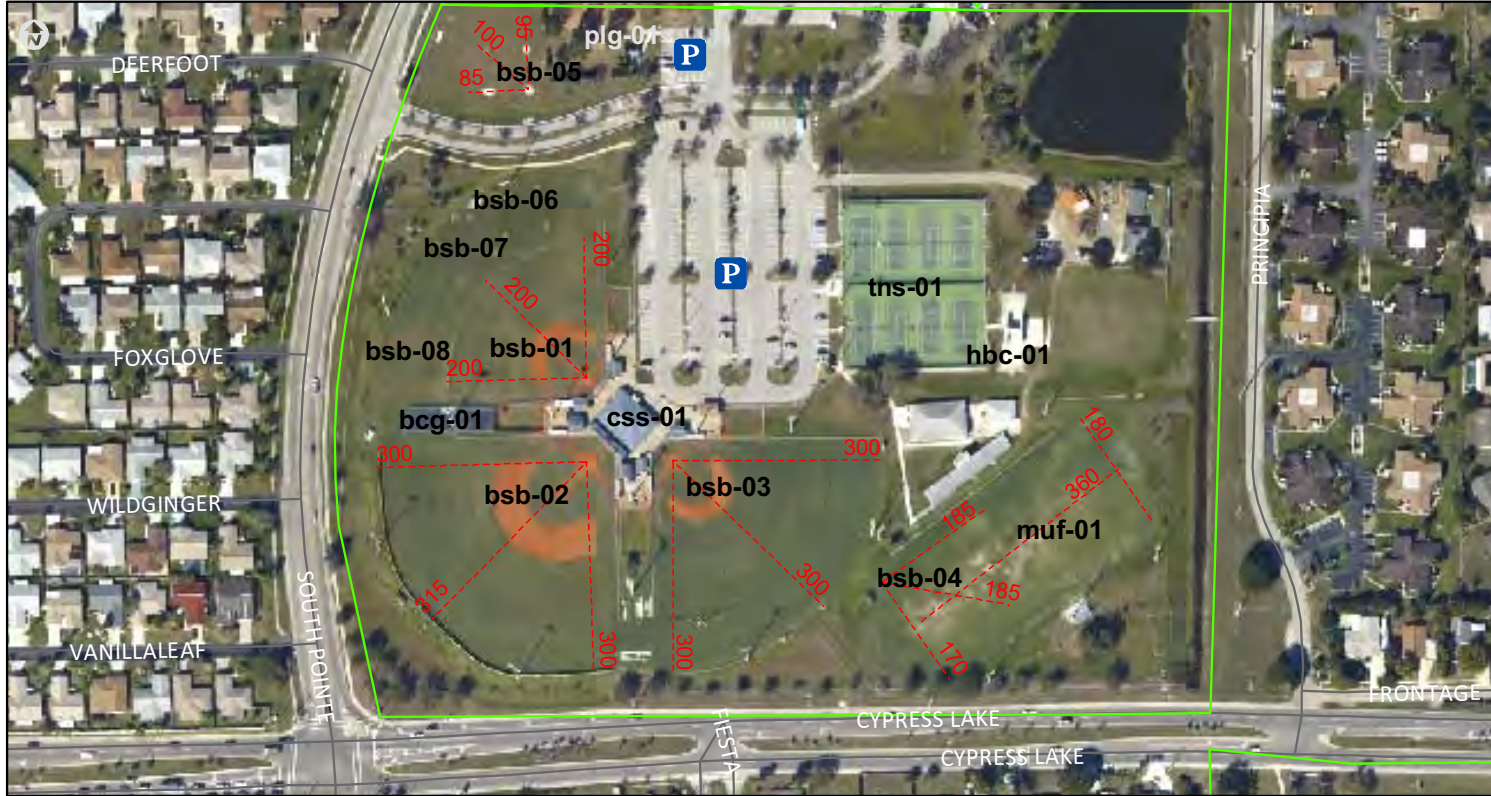 N
95
100
plg-01
P
DEERFOOT
85
bsb-05
bsb-06
PRINCIPIA
bsb-07
200
P
200
tns-01
FOXGLOVE
bsb-08
bsb-01
hbc-01
200
bcg-01
css-01
180
300
300
360
WILDGINGER
bsb-02
bsb-03
185
muf-01
SOUTH POINTE
315
300
bsb-04
185
VANILLALEAF
300
300
170
FRONTAGE
FIESTA
CYPRESS LAKE
CYPRESS LAKE